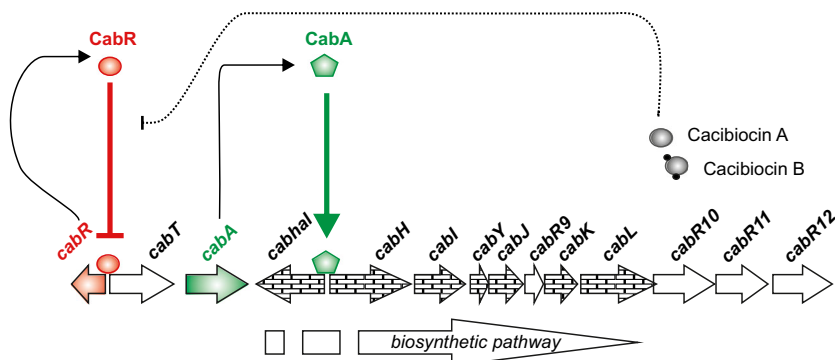 CabR
CabA
Cacibiocin A
Cacibiocin B
cabR
cabT
cabA
cabhal
cabH
cabI
cabY
cabJ
cabR9
cabK
cabL
cabR10
cabR11
cabR12
biosynthetic pathway